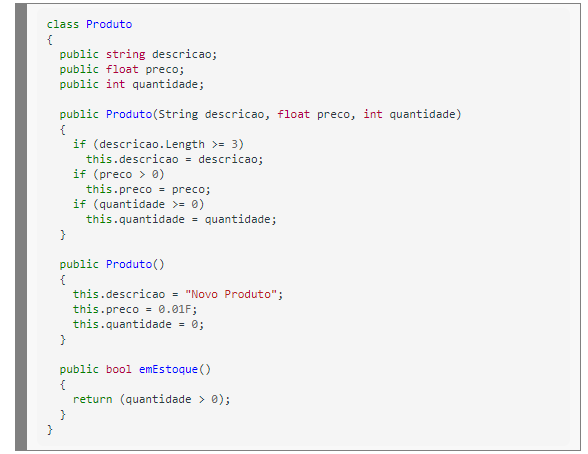 class Produto
{
  public string descricao;
  public float preco;
  public int quantidade;

  public Produto(String descricao, float preco, int quantidade)
  {
    if (descricao.Length >= 3)
      this.descricao = descricao;
    if (preco > 0)
      this.preco = preco;
    if (quantidade >= 0)
      this.quantidade = quantidade;
  }

  public Produto()
  {
    this.descricao = "Novo Produto";
    this.preco = 0.01F;
    this.quantidade = 0;
  }

  public bool emEstoque()
  {
    return (quantidade > 0);
  }
}